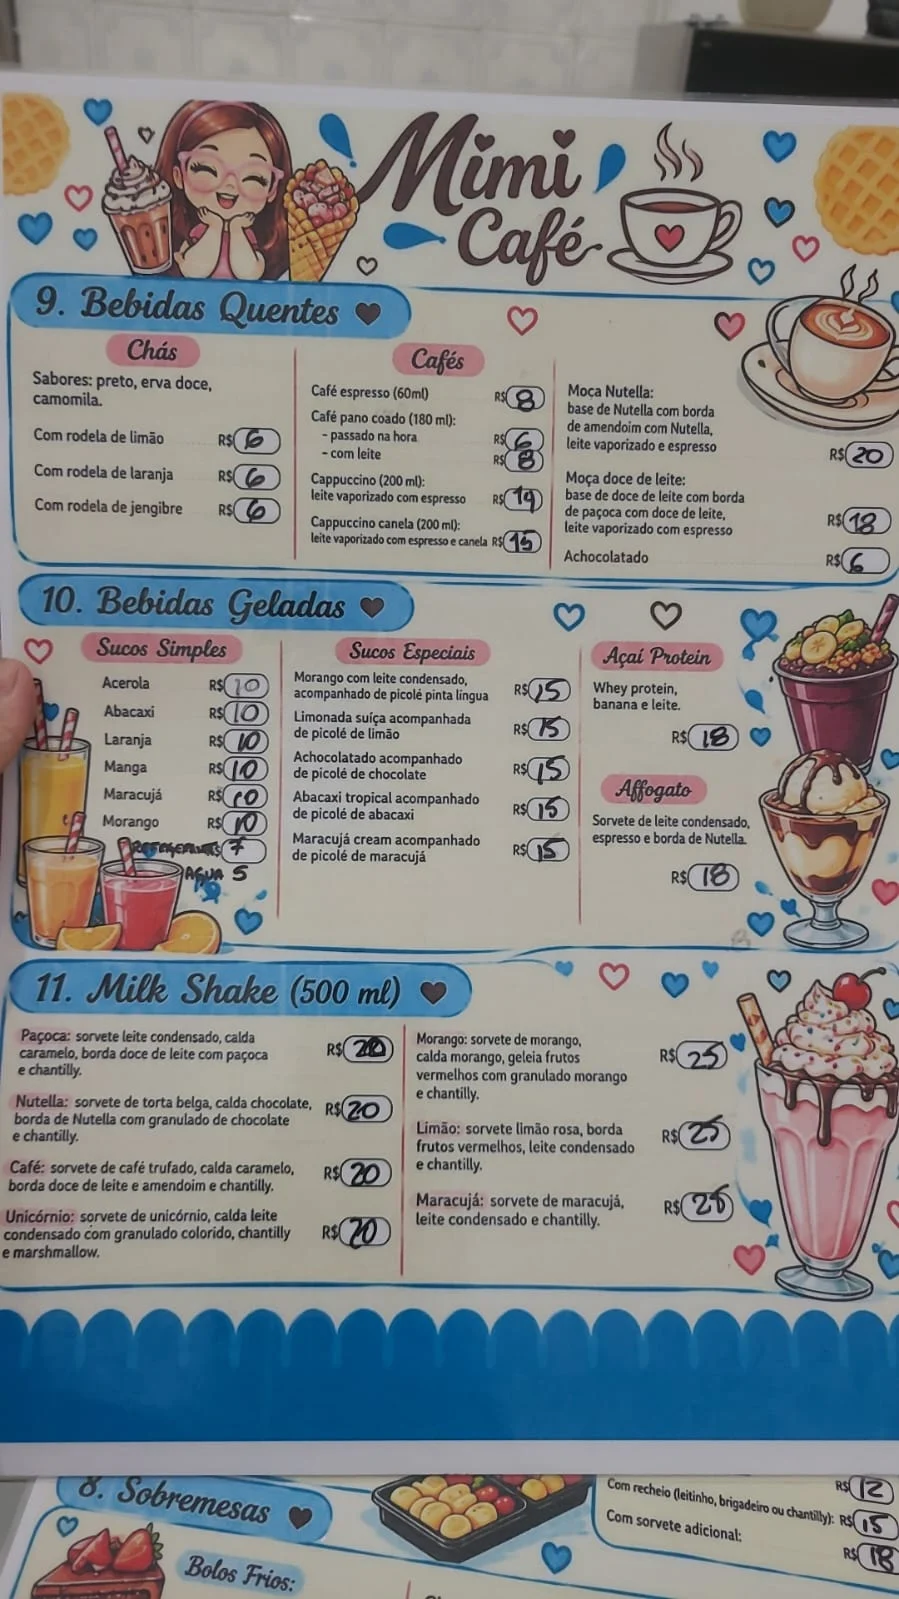 Mimi
Café
9. Bebidas Quentes
Chás
Sabores: preto, erva doce,
camomila.
Com rodela de limão R$ 6
Com rodela de laranja R$ 6
Com rodela de jengibre R$ 6
Cafés
Café espresso (60ml) R$ 8
Café pano coado (180 ml):
- passado na hora R$ 6
- com leite R$ 8
Cappuccino (200 ml):
leite vaporizado com espresso R$
Cappuccino canela (200 ml):
leite vaporizado com espresso e canela R$ 15
Moça Nutella:
base de Nutella com borda
de amendoim com Nutella,
leite vaporizado e espresso R$ 20
Moça doce de leite:
base de doce de leite com borda
de paçoca com doce de leite,
leite vaporizado com espresso R$ 18
Achocolatado R$ 6
10. Bebidas Geladas
Sucos Simples
Acerola R$ 10
Abacaxi R$ 10
Laranja R$ 10
Manga R$ 10
Maracujá R$ 10
Morango R$ 10
R$ 7
AGUA 5
Sucos Especiais
Morango com leite condensado,
acompanhado de picolé pinta língua R$ 15
Limonada suíça acompanhada
de picolé de limão R$ 15
Achocolatado acompanhado
de picolé de chocolate R$ 15
Abacaxi tropical acompanhado
de picolé de abacaxi R$ 15
Maracujá cream acompanhado
de picolé de maracujá R$ 15
Açaí Protein
Whey protein,
banana e leite.
R$ 18
Affogato
Sorvete de leite condensado,
espresso e borda de Nutella.
R$ 18
11. Milk Shake (500 ml)
Paçoca: sorvete leite condensado, calda
caramelo, borda doce de leite com paçoca R$ 20
e chantilly.
Nutella: sorvete de torta belga, calda chocolate,
borda de Nutella com granulado de chocolate R$ 20
e chantilly.
Café: sorvete de café trufado, calda caramelo,
borda doce de leite e amendoim e chantilly. R$ 20
Unicórnio: sorvete de unicórnio, calda leite
condensado com granulado colorido, chantilly R$ 20
e marshmallow.
Morango: sorvete de morango,
calda morango, geleia frutos R$ 25
vermelhos com granulado morango
e chantilly.
Limão: sorvete limão rosa, borda
frutos vermelhos, leite condensado R$ 25
e chantilly.
Maracujá: sorvete de maracujá,
leite condensado e chantilly. R$ 25
8. Sobremesas
Bolos Frios:
R$ 12
Com recheio (leitinho, brigadeiro ou chantilly): R$ 15
Com sorvete adicional:
R$ 18